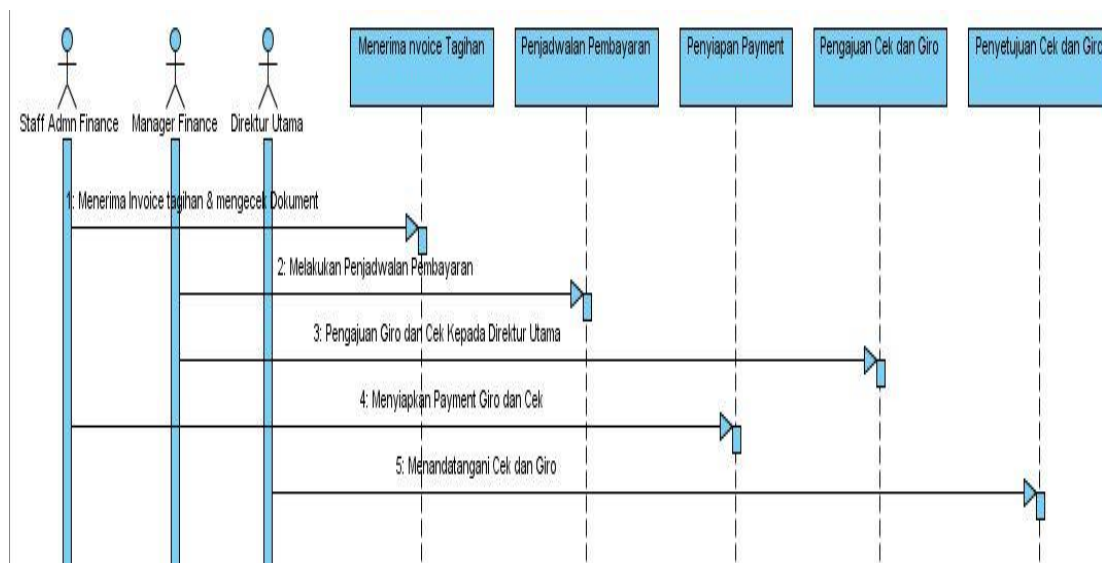 Menerima nvoice Tagihan
Penjadwalan Pembayaran
Penyiapan Payment
Pengajuan Cek dan Giro
Penyetujuan Cek dan Giro
Staff Admn Finance
Manager Finance
Direktur Utama
1: Menerima Invoice tagihan & mengecek Dokument
2: Melakukan Penjadwalan Pembayaran
3: Pengajuan Giro dan Cek Kepada Direktur Utama
4: Menyiapkan Payment Giro dan Cek
5: Menandatangani Cek dan Giro